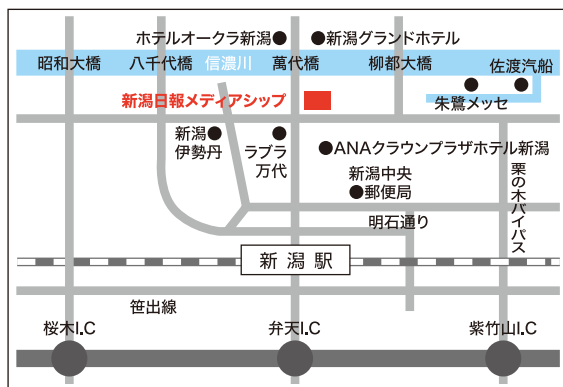 ホテルオークラ新潟●
●新潟グランドホテル
昭和大橋
八千代橋
信濃川
萬代橋
柳都大橋
佐渡汽船
朱鷺メッセ
新潟日報メディアシップ
新潟●
伊勢丹
ラブラ
万代
●ANAクラウンプラザホテル新潟
新潟中央
●郵便局
明石通り
栗の木バイパス
新潟駅
笹出線
桜木I.C
弁天I.C
紫竹山I.C